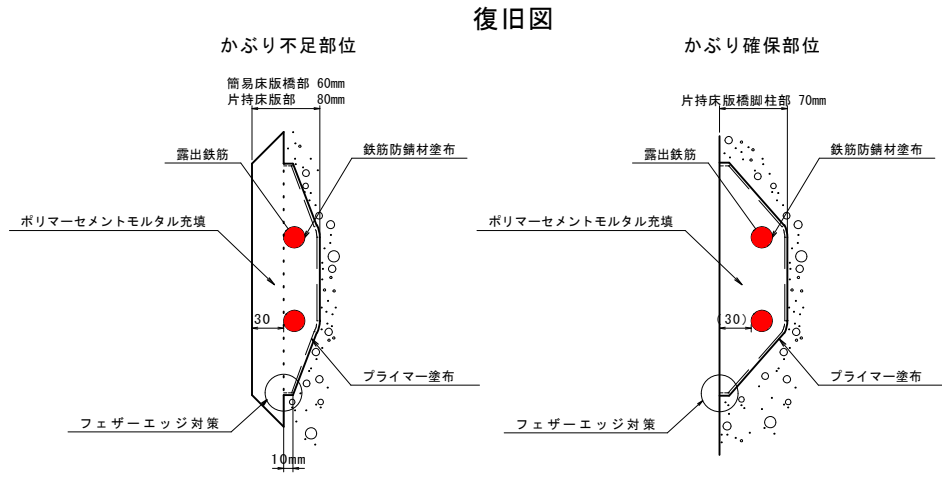 復旧図
かぶり不足部位
簡易床版橋部 60mm
片持床版部 80mm
露出鉄筋
鉄筋防錆材塗布
ポリマーセメントモルタル充填
30
プライマー塗布
フェザーエッジ対策
10mm
かぶり確保部位
片持床版橋脚柱部 70mm
露出鉄筋
鉄筋防錆材塗布
ポリマーセメントモルタル充填
(30)
プライマー塗布
フェザーエッジ対策